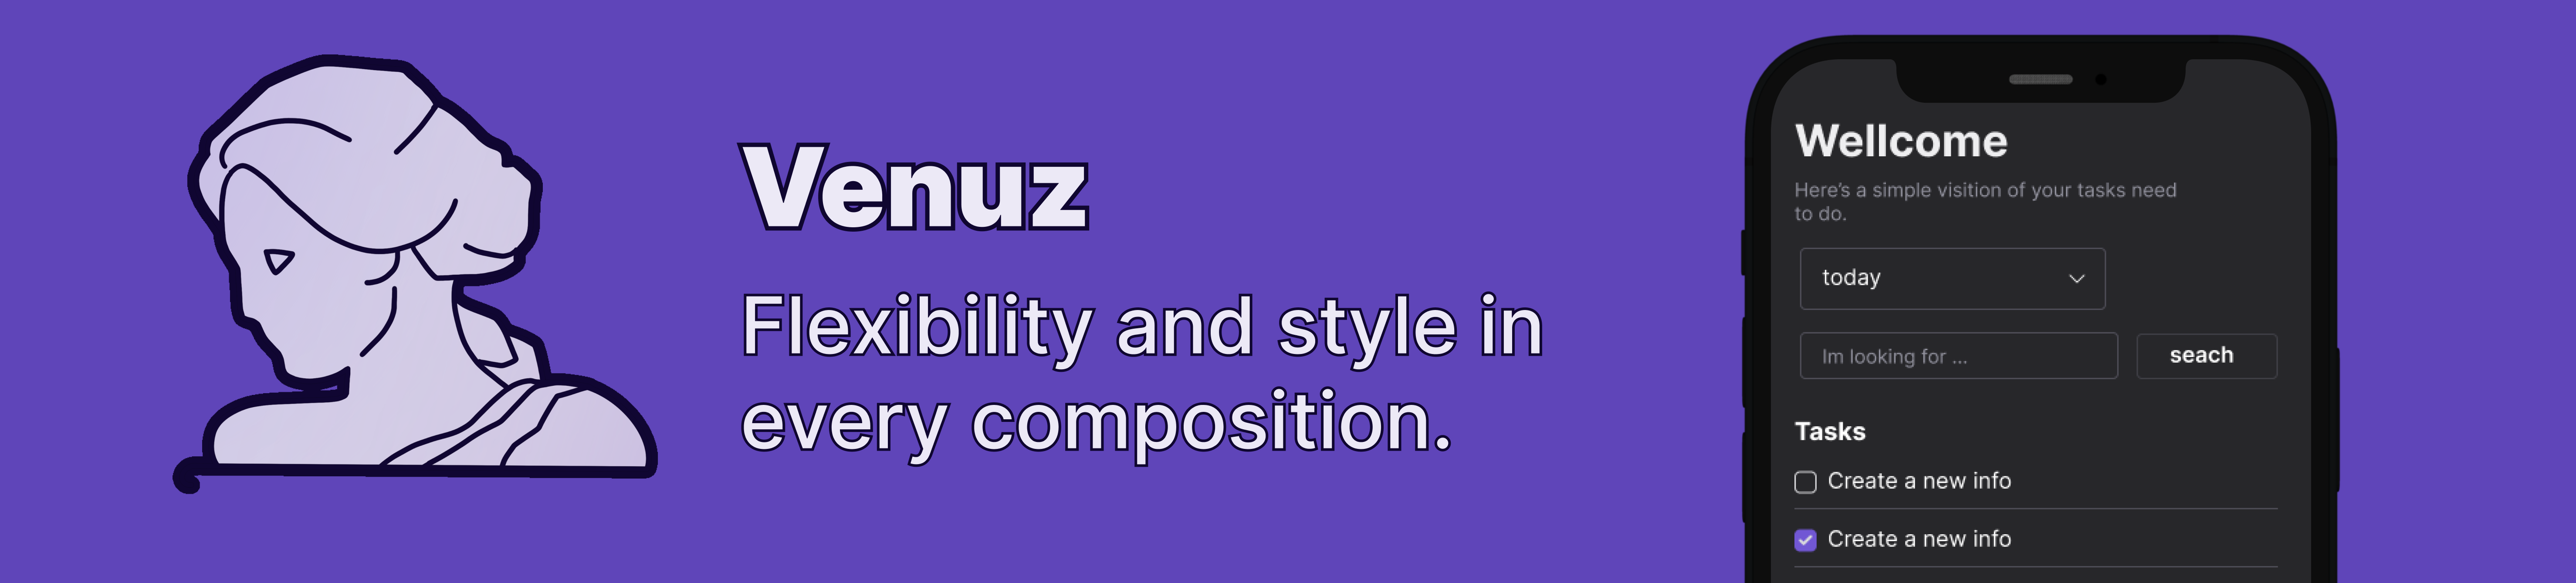 Venuz
Flexibility and style in
every composition.
Wellcome
Here's a simple visition of your tasks need
to do.
today
Im looking for ...
seach
Tasks
Create a new info
Create a new info